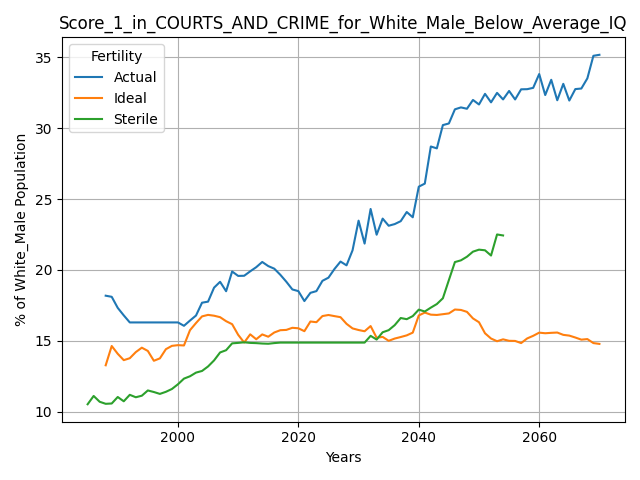 Score_1_in_COURTS_AND_CRIME_for_White_Male_Below_Average_IQ
Fertility
Actual
Ideal
Sterile
% of White_Male Population
35
30
25
20
15
10
2000
2020
2040
2060
Years